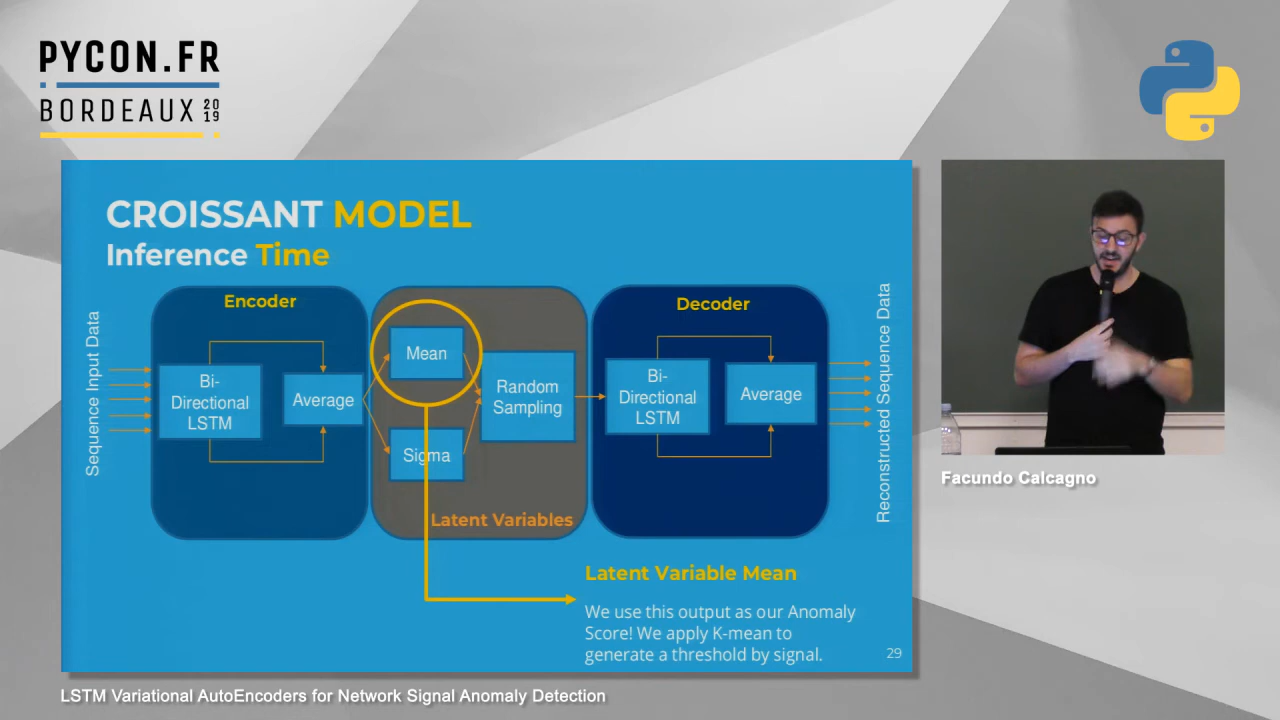 PYCON.FR
BORDEAUX 2019
CROISSANT MODEL
Inference Time
Sequence Input Data
Encoder
Bi-
Directional
LSTM
Average
Mean
Sigma
Random
Sampling
Latent Variables
Decoder
Bi-
Directional
LSTM
Average
Reconstructed Sequence Data
Latent Variable Mean
We use this output as our Anomaly
Score! We apply K-mean to
generate a threshold by signal.
29
Facundo Calcagno
LSTM Variational AutoEncoders for Network Signal Anomaly Detection